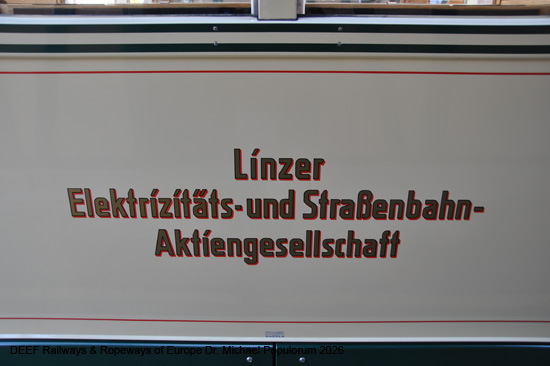 Linzer
Elektrizitäts- und Straßenbahn-
Aktiengesellschaft
DEEF Railways & Ropeways of Europe Dr. Michael Populorum 2026